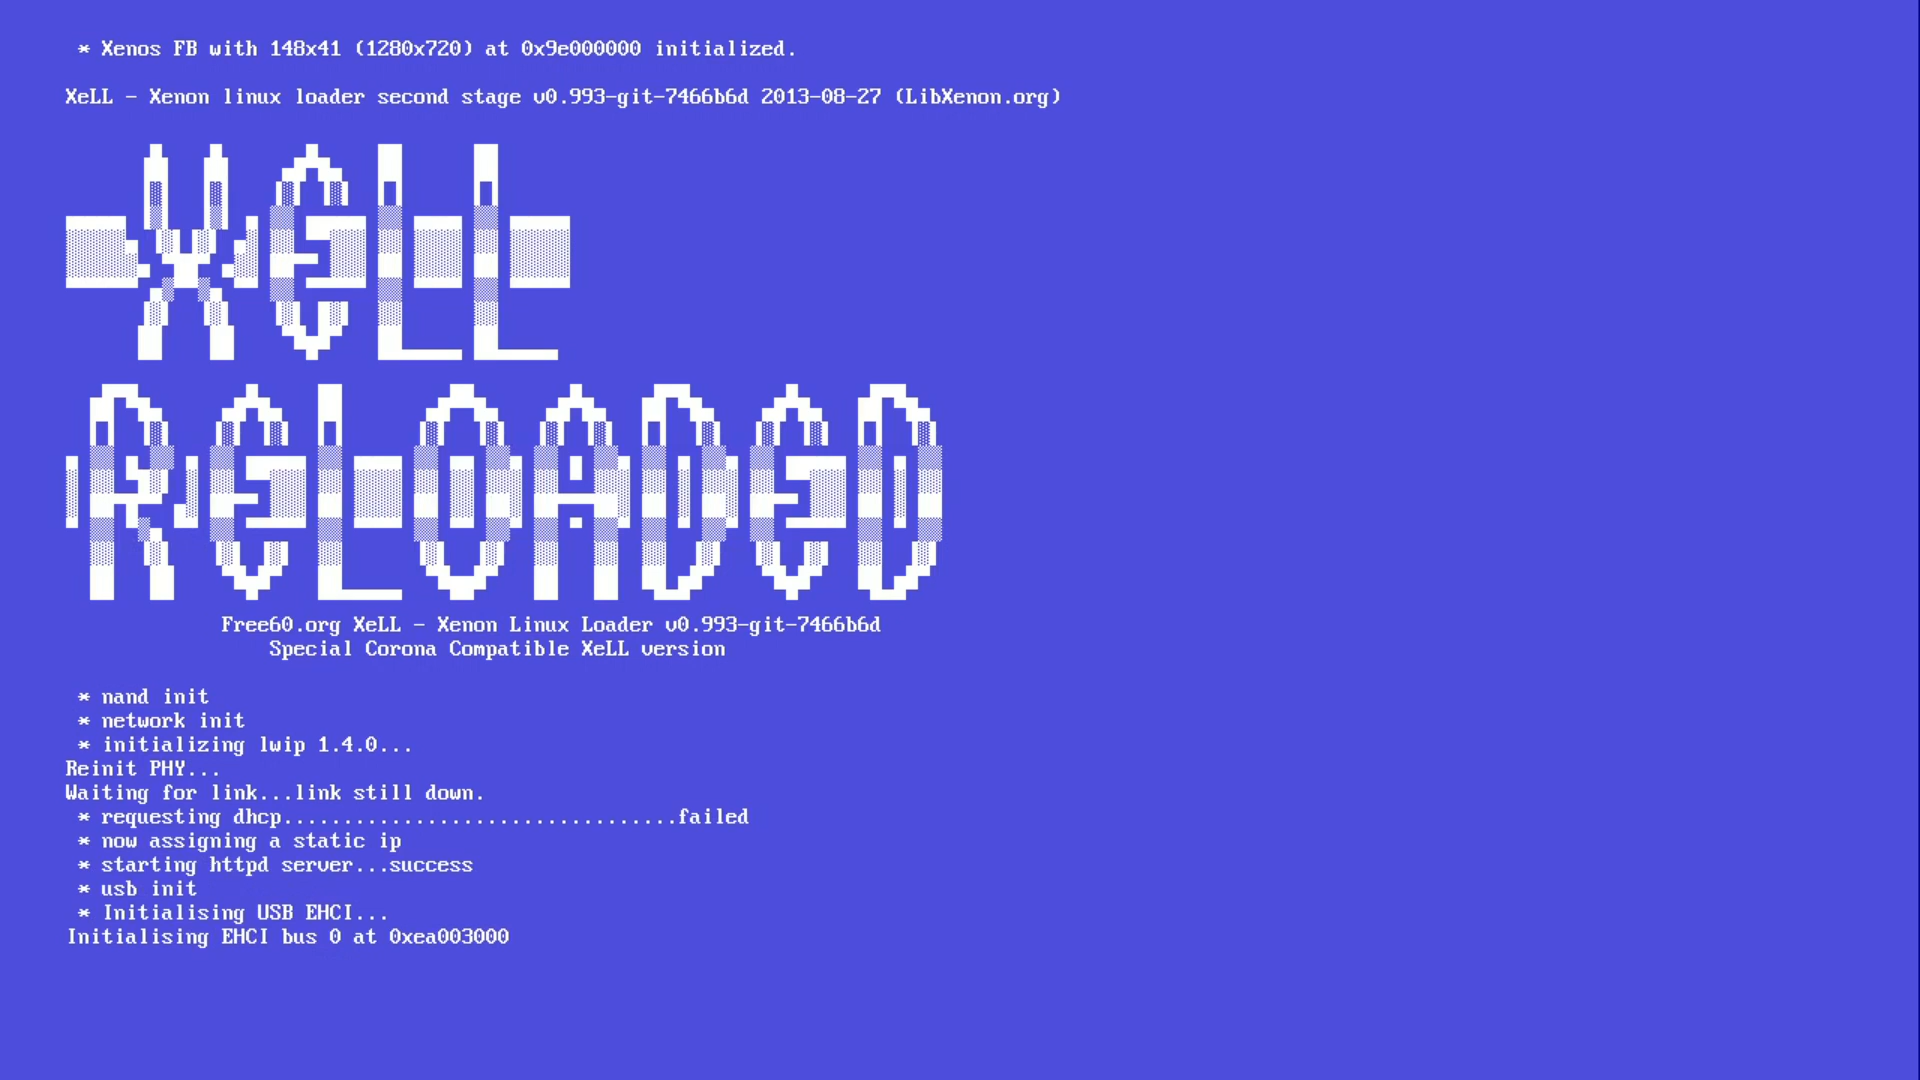 * Xenos FB with 148x41 (1280x720) at 0x9e000000 initialized.
XeLL - Xenon linux loader second stage v0.993-git-7466b6d 2013-08-27 (LibXenon.org)
XeLL
ReLOADeD
Free60.org XeLL - Xenon Linux Loader v0.993-git-7466b6d
Special Corona Compatible XeLL version
* nand init
* network init
* initializing lwip 1.4.0...
Reinit PHY...
Waiting for link...link still down.
* requesting dhcp.................................failed
* now assigning a static ip
* starting httpd server...success
* usb init
* Initialising USB EHCI...
Initialising EHCI bus 0 at 0xea003000